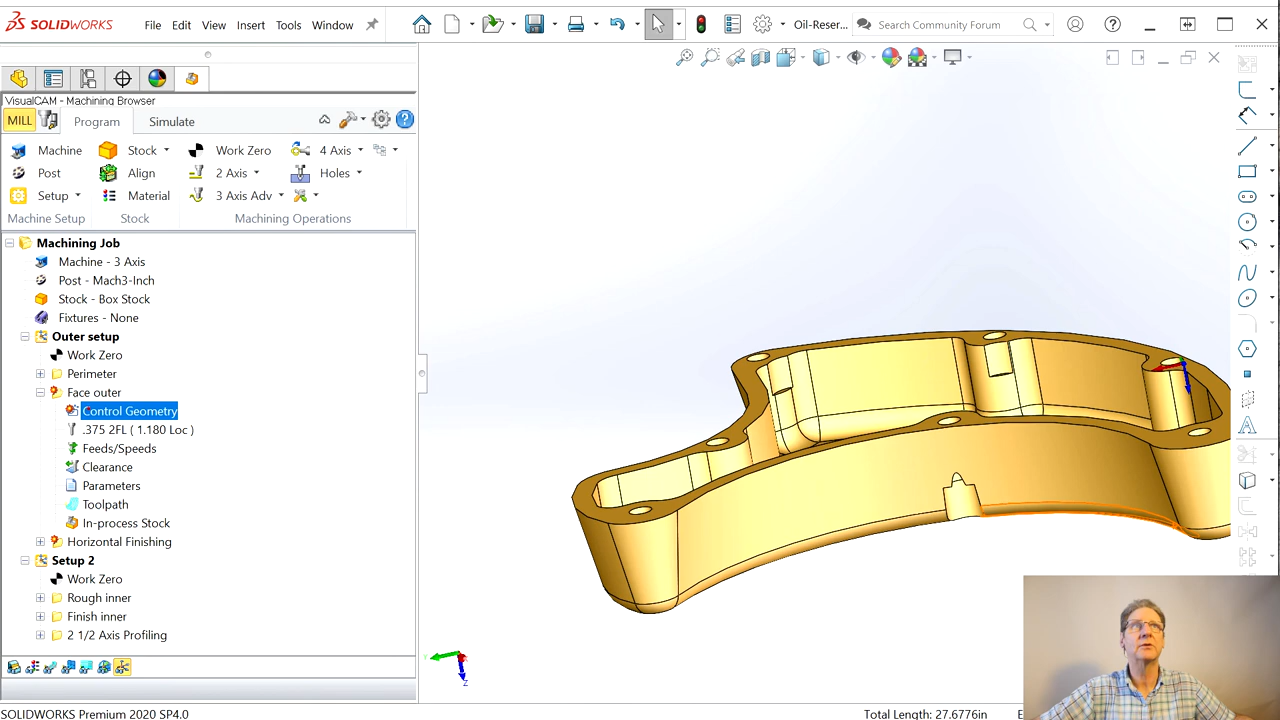 SOLIDWORKS File Edit View Insert Tools Window Oil-Reser... Search Community Forum
VisualCAM - Machining Browser
MILL Program Simulate
Machine Stock Work Zero 4 Axis
Post Align 2 Axis Holes
Setup Material 3 Axis Adv
Machine Setup Stock Machining Operations
Machining Job
Machine - 3 Axis
Post - Mach3-Inch
Stock - Box Stock
Fixtures - None
Outer setup
Work Zero
Perimeter
Face outer
Control Geometry
.375 2FL ( 1.180 Loc )
Feeds/Speeds
Clearance
Parameters
Toolpath
In-process Stock
Horizontal Finishing
Setup 2
Work Zero
Rough inner
Finish inner
2 1/2 Axis Profiling
Z
SOLIDWORKS Premium 2020 SP4.0 Total Length: 27.6776in